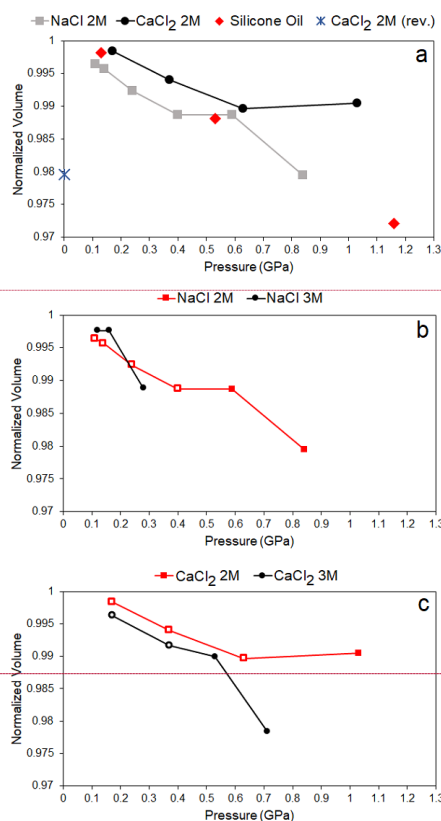 NaCl 2M CaCl2 2M Silicone Oil CaCl2 2M (rev.)
a
1
0.995
0.99
0.985
0.98
0.975
0.97
Normalized Volume
0 0.1 0.2 0.3 0.4 0.5 0.6 0.7 0.8 0.9 1 1.1 1.2 1.3
Pressure (GPa)
NaCl 2M NaCl 3M
b
1
0.995
0.99
0.985
0.98
0.975
0.97
Normalized Volume
0 0.1 0.2 0.3 0.4 0.5 0.6 0.7 0.8 0.9 1 1.1 1.2 1.3
Pressure (GPa)
CaCl2 2M CaCl2 3M
c
1
0.995
0.99
0.985
0.98
0.975
0.97
Normalized Volume
0 0.1 0.2 0.3 0.4 0.5 0.6 0.7 0.8 0.9 1 1.1 1.2 1.3
Pressure (GPa)